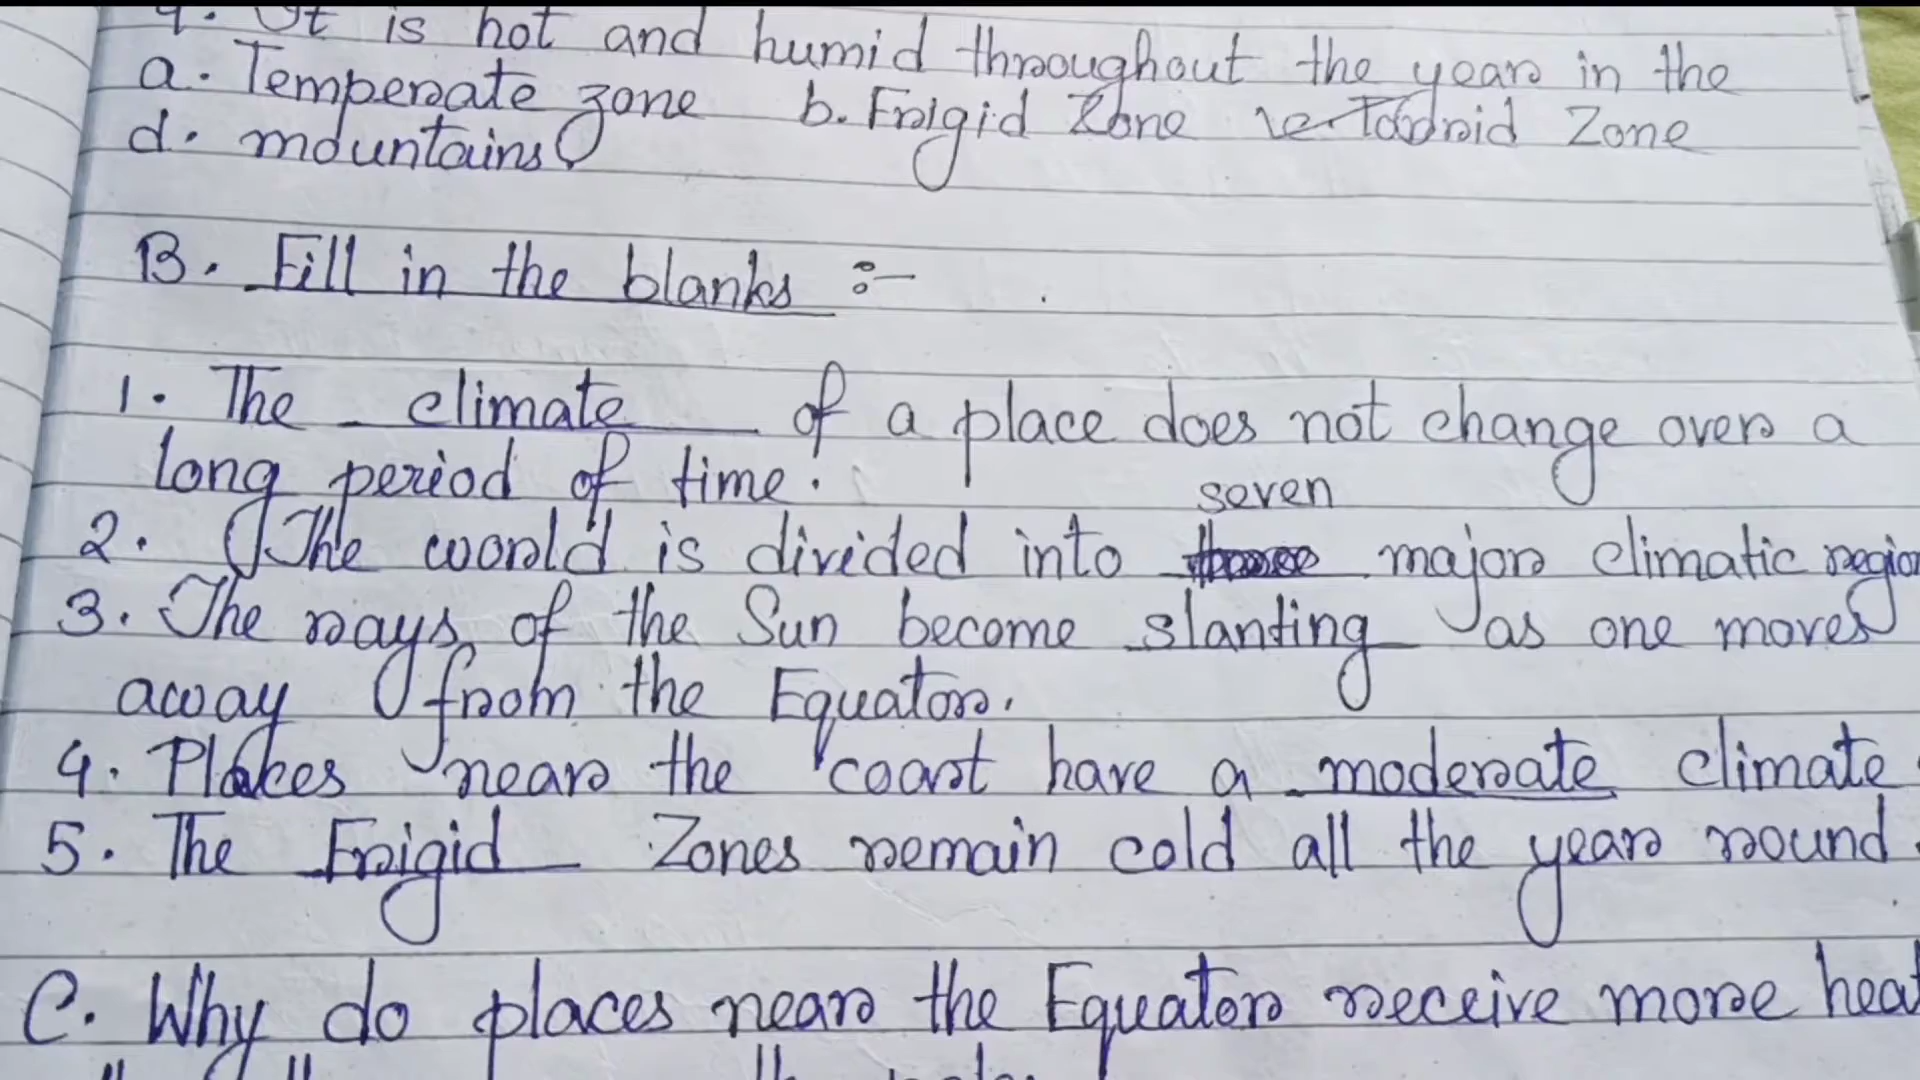 4. It is hot and humid throughout the year in the
a. Temperate zone b. Frigid Zone c. Torrid Zone
d. mountains
B. Fill in the blanks :-
1. The climate of a place does not change over a
long period of time.
seven
2. The world is divided into major climatic region
3. The rays of the Sun become slanting as one moves
away from the Equator.
4. Places near the coast have a moderate climate.
5. The Frigid Zones remain cold all the year round.
C. Why do places near the Equator receive more heat